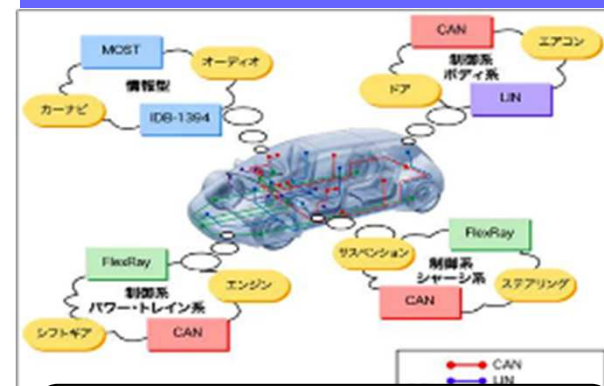 MOST
オーディオ
情報型
カーナビ
IDB-1394
CAN
エアコン
制御系
ボディ系
ドア
LIN
FlexRay
エンジン
制御系
パワー・トレイン系
シフトギア
CAN
サスペンション
FlexRay
制御系
シャーシ系
ステアリング
CAN
CAN
LIN